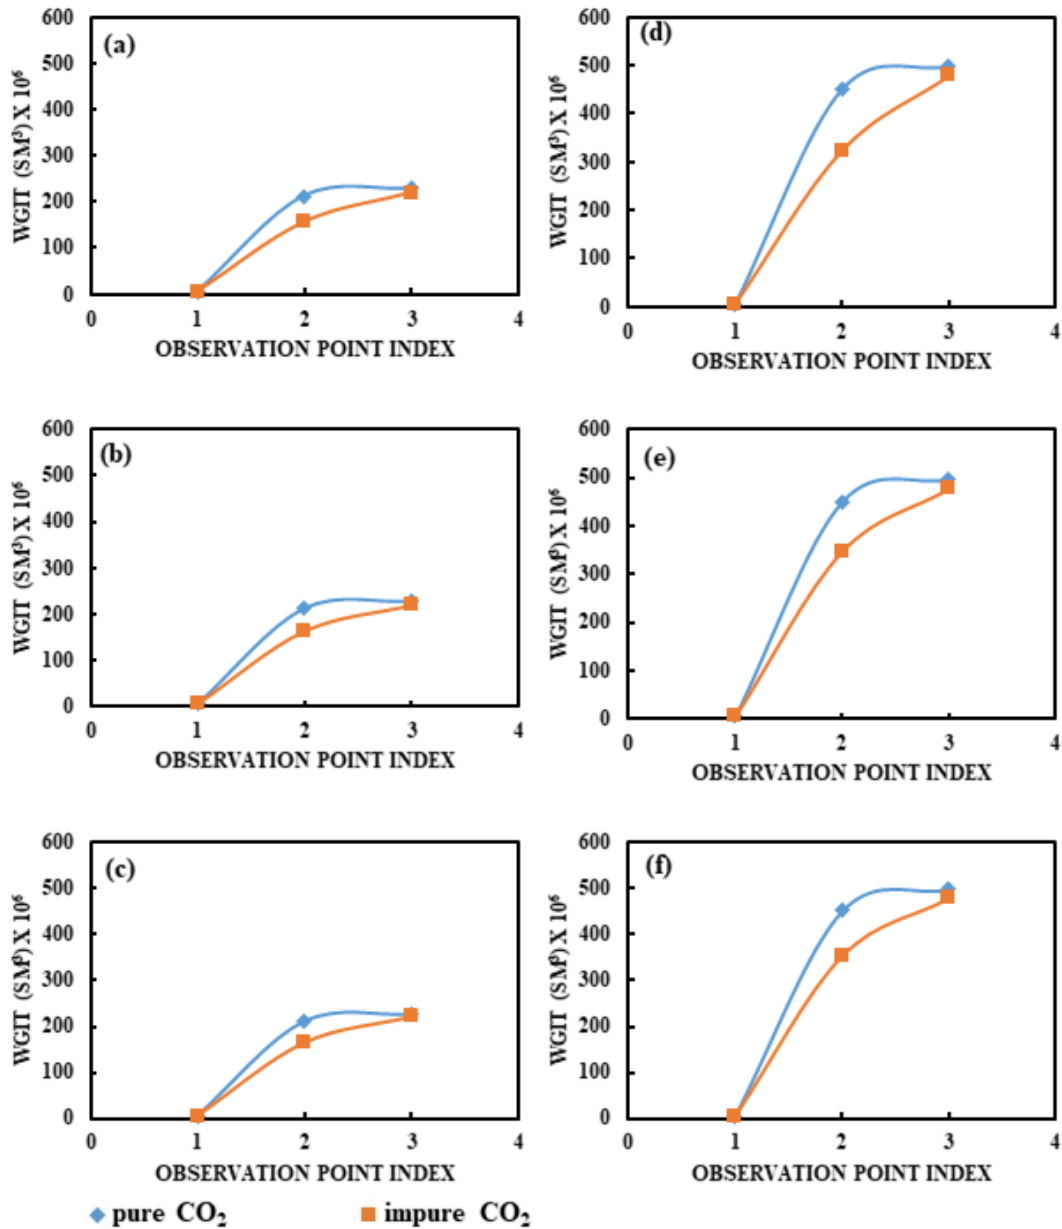 (a)
600
500
400
300
200
100
0
WGIT (SM³) X 10⁶
0 1 2 3 4
OBSERVATION POINT INDEX
(d)
600
500
400
300
200
100
0
WGIT (SM³) X 10⁶
0 1 2 3 4
OBSERVATION POINT INDEX
(b)
600
500
400
300
200
100
0
WGIT (SM³) X 10⁶
0 1 2 3 4
OBSERVATION POINT INDEX
(e)
600
500
400
300
200
100
0
WGIT (SM³) X 10⁶
0 1 2 3 4
OBSERVATION POINT INDEX
(c)
600
500
400
300
200
100
0
WGIT (SM³) X 10⁶
0 1 2 3 4
OBSERVATION POINT INDEX
(f)
600
500
400
300
200
100
0
WGIT (SM³) X 10⁶
0 1 2 3 4
OBSERVATION POINT INDEX
pure CO₂ impure CO₂